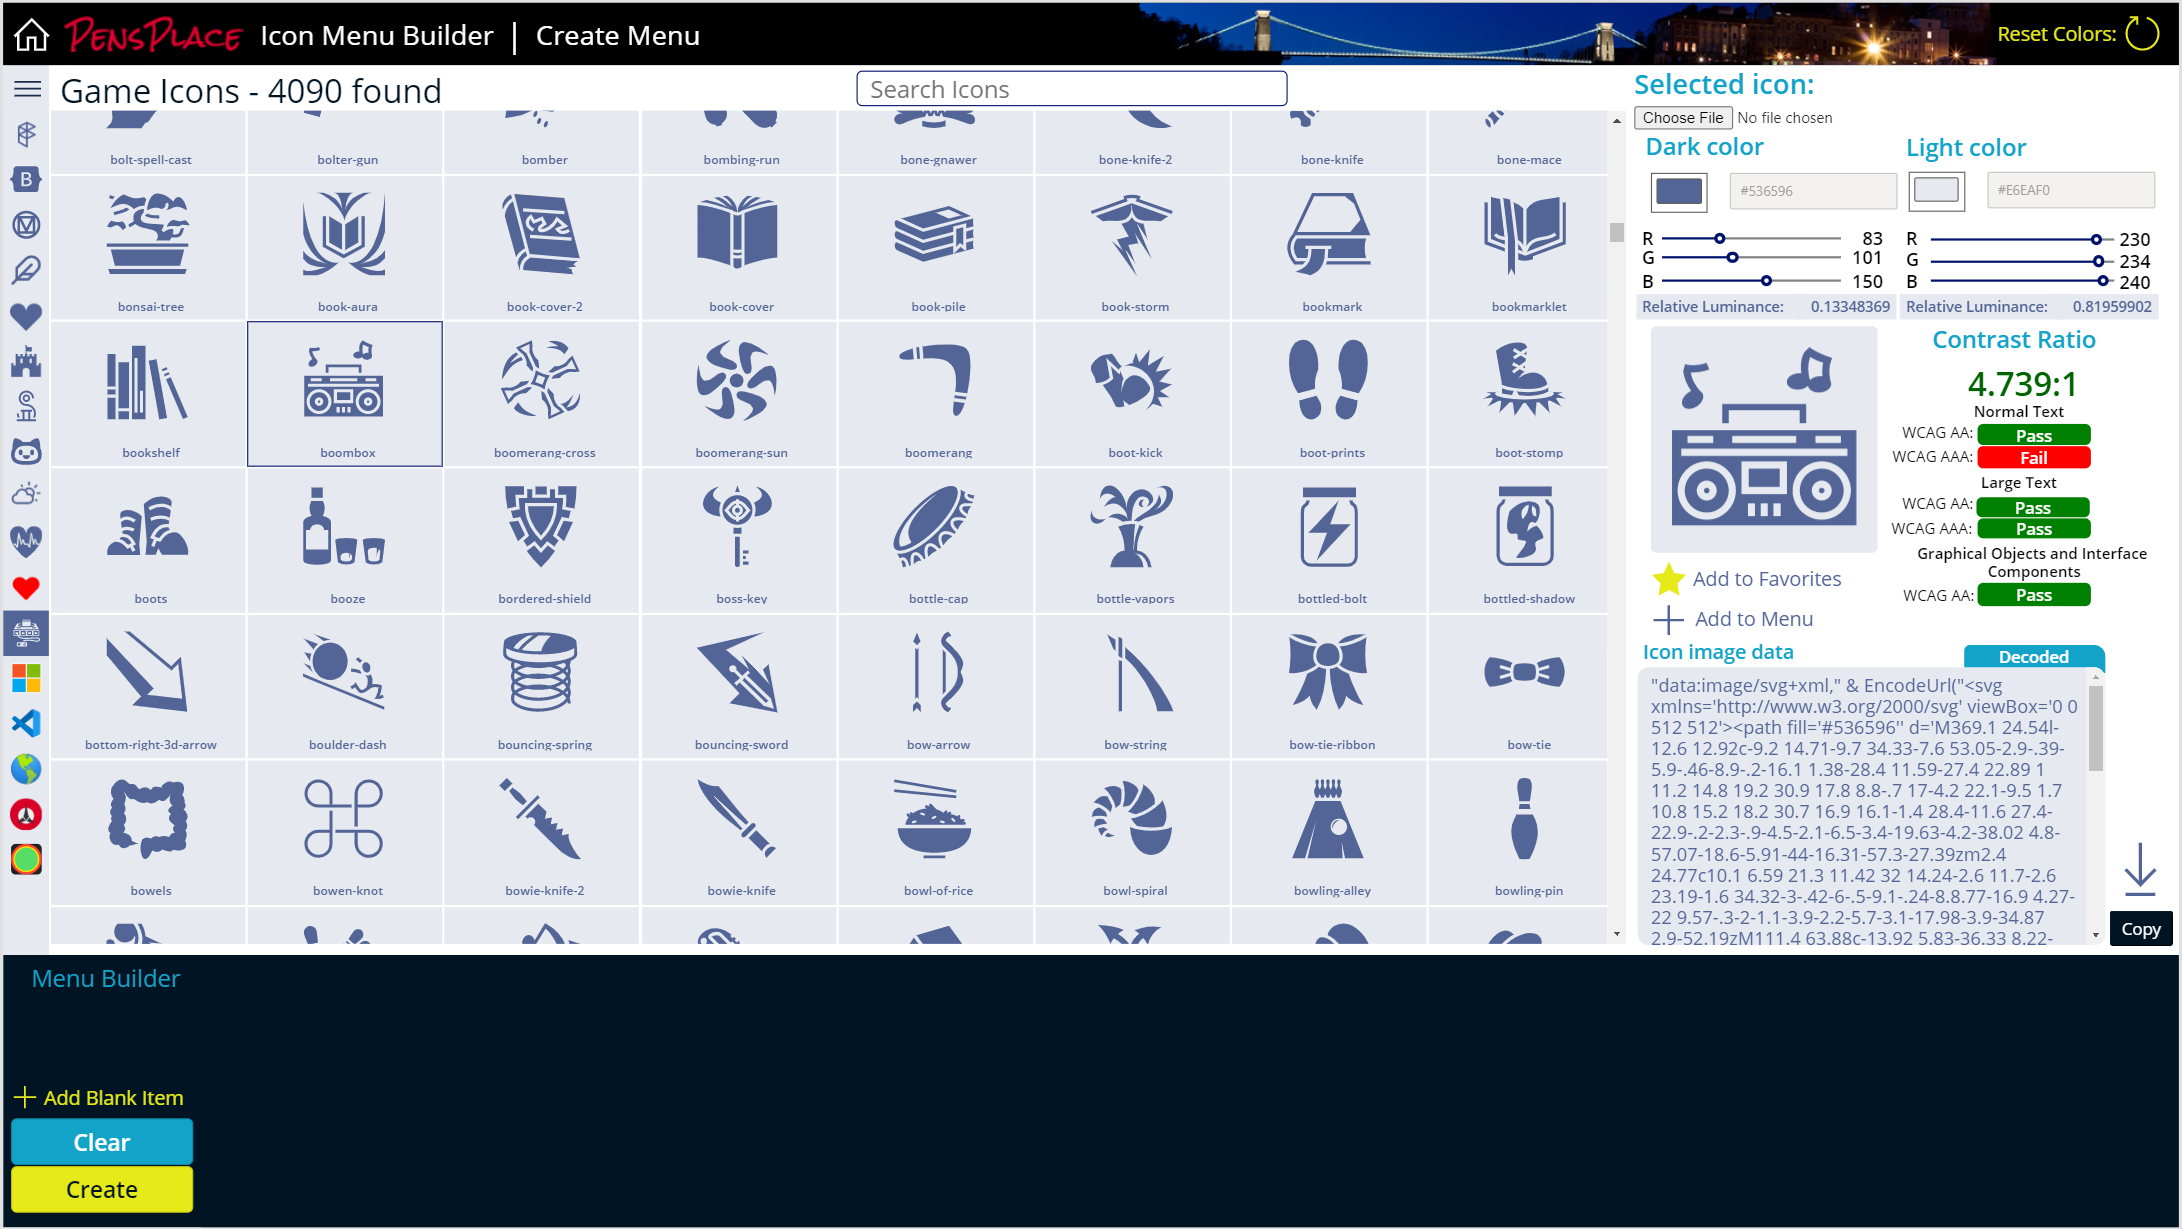 PENSPLACE Icon Menu Builder | Create Menu
Reset Colors:
Game Icons - 4090 found
Search Icons
bolt-spell-cast bolter-gun bomber bombing-run bone-gnawer bone-knife-2 bone-knife bone-mace
bonsai-tree book-aura book-cover-2 book-cover book-pile book-storm bookmark bookmarklet
bookshelf boombox boomerang-cross boomerang-sun boomerang boot-kick boot-prints boot-stomp
boots booze bordered-shield boss-key bottle-cap bottle-vapors bottled-bolt bottled-shadow
bottom-right-3d-arrow boulder-dash bouncing-spring bouncing-sword bow-arrow bow-string bow-tie-ribbon bow-tie
bowels bowen-knot bowie-knife-2 bowie-knife bowl-of-rice bowl-spiral bowling-alley bowling-pin
Selected icon:
Choose File No file chosen
Dark color
#536596
R 83
G 101
B 150
Relative Luminance: 0.13348369
Light color
#E6EAF0
R 230
G 234
B 240
Relative Luminance: 0.81959902
Contrast Ratio
4.739:1
Normal Text
WCAG AA: Pass
WCAG AAA: Fail
Large Text
WCAG AA: Pass
WCAG AAA: Pass
Graphical Objects and Interface
Components
WCAG AA: Pass
Add to Favorites
Add to Menu
Icon image data
Decoded
"data:image/svg+xml," & EncodeUrl("<svg
xmlns='http://www.w3.org/2000/svg' viewBox='0 0
512 512'><path fill='#536596'' d='M369.1 24.54l-
12.6 12.92c-9.2 14.71-9.7 34.33-7.6 53.05-2.9-.39-
5.9-.46-8.9-.2-16.1 1.38-28.4 11.59-27.4 22.89 1
11.2 14.8 19.2 30.9 17.8 8.8-.7 17-4.2 22.1-9.5 1.7
10.8 15.2 18.2 30.7 16.9 16.1-1.4 28.4-11.6 27.4-
22.9-.2-2.3-.9-4.5-2.1-6.5-3.4-19.63-4.2-38.02 4.8-
57.07-18.6-5.91-44-16.31-57.3-27.39zm2.4
24.77c10.1 6.59 21.3 11.42 32 14.24-2.6 11.7-2.6
23.19-1.6 34.32-3-.42-6-.5-9.1-.24-8.8.77-16.9 4.27-
22 9.57-.3-2-1.1-3.9-2.2-5.7-3.1-17.98-3.9-34.87
2.9-52.19zM111.4 63.88c-13.92 5.83-36.33 8.22-
Copy
Menu Builder
Add Blank Item
Clear
Create
B